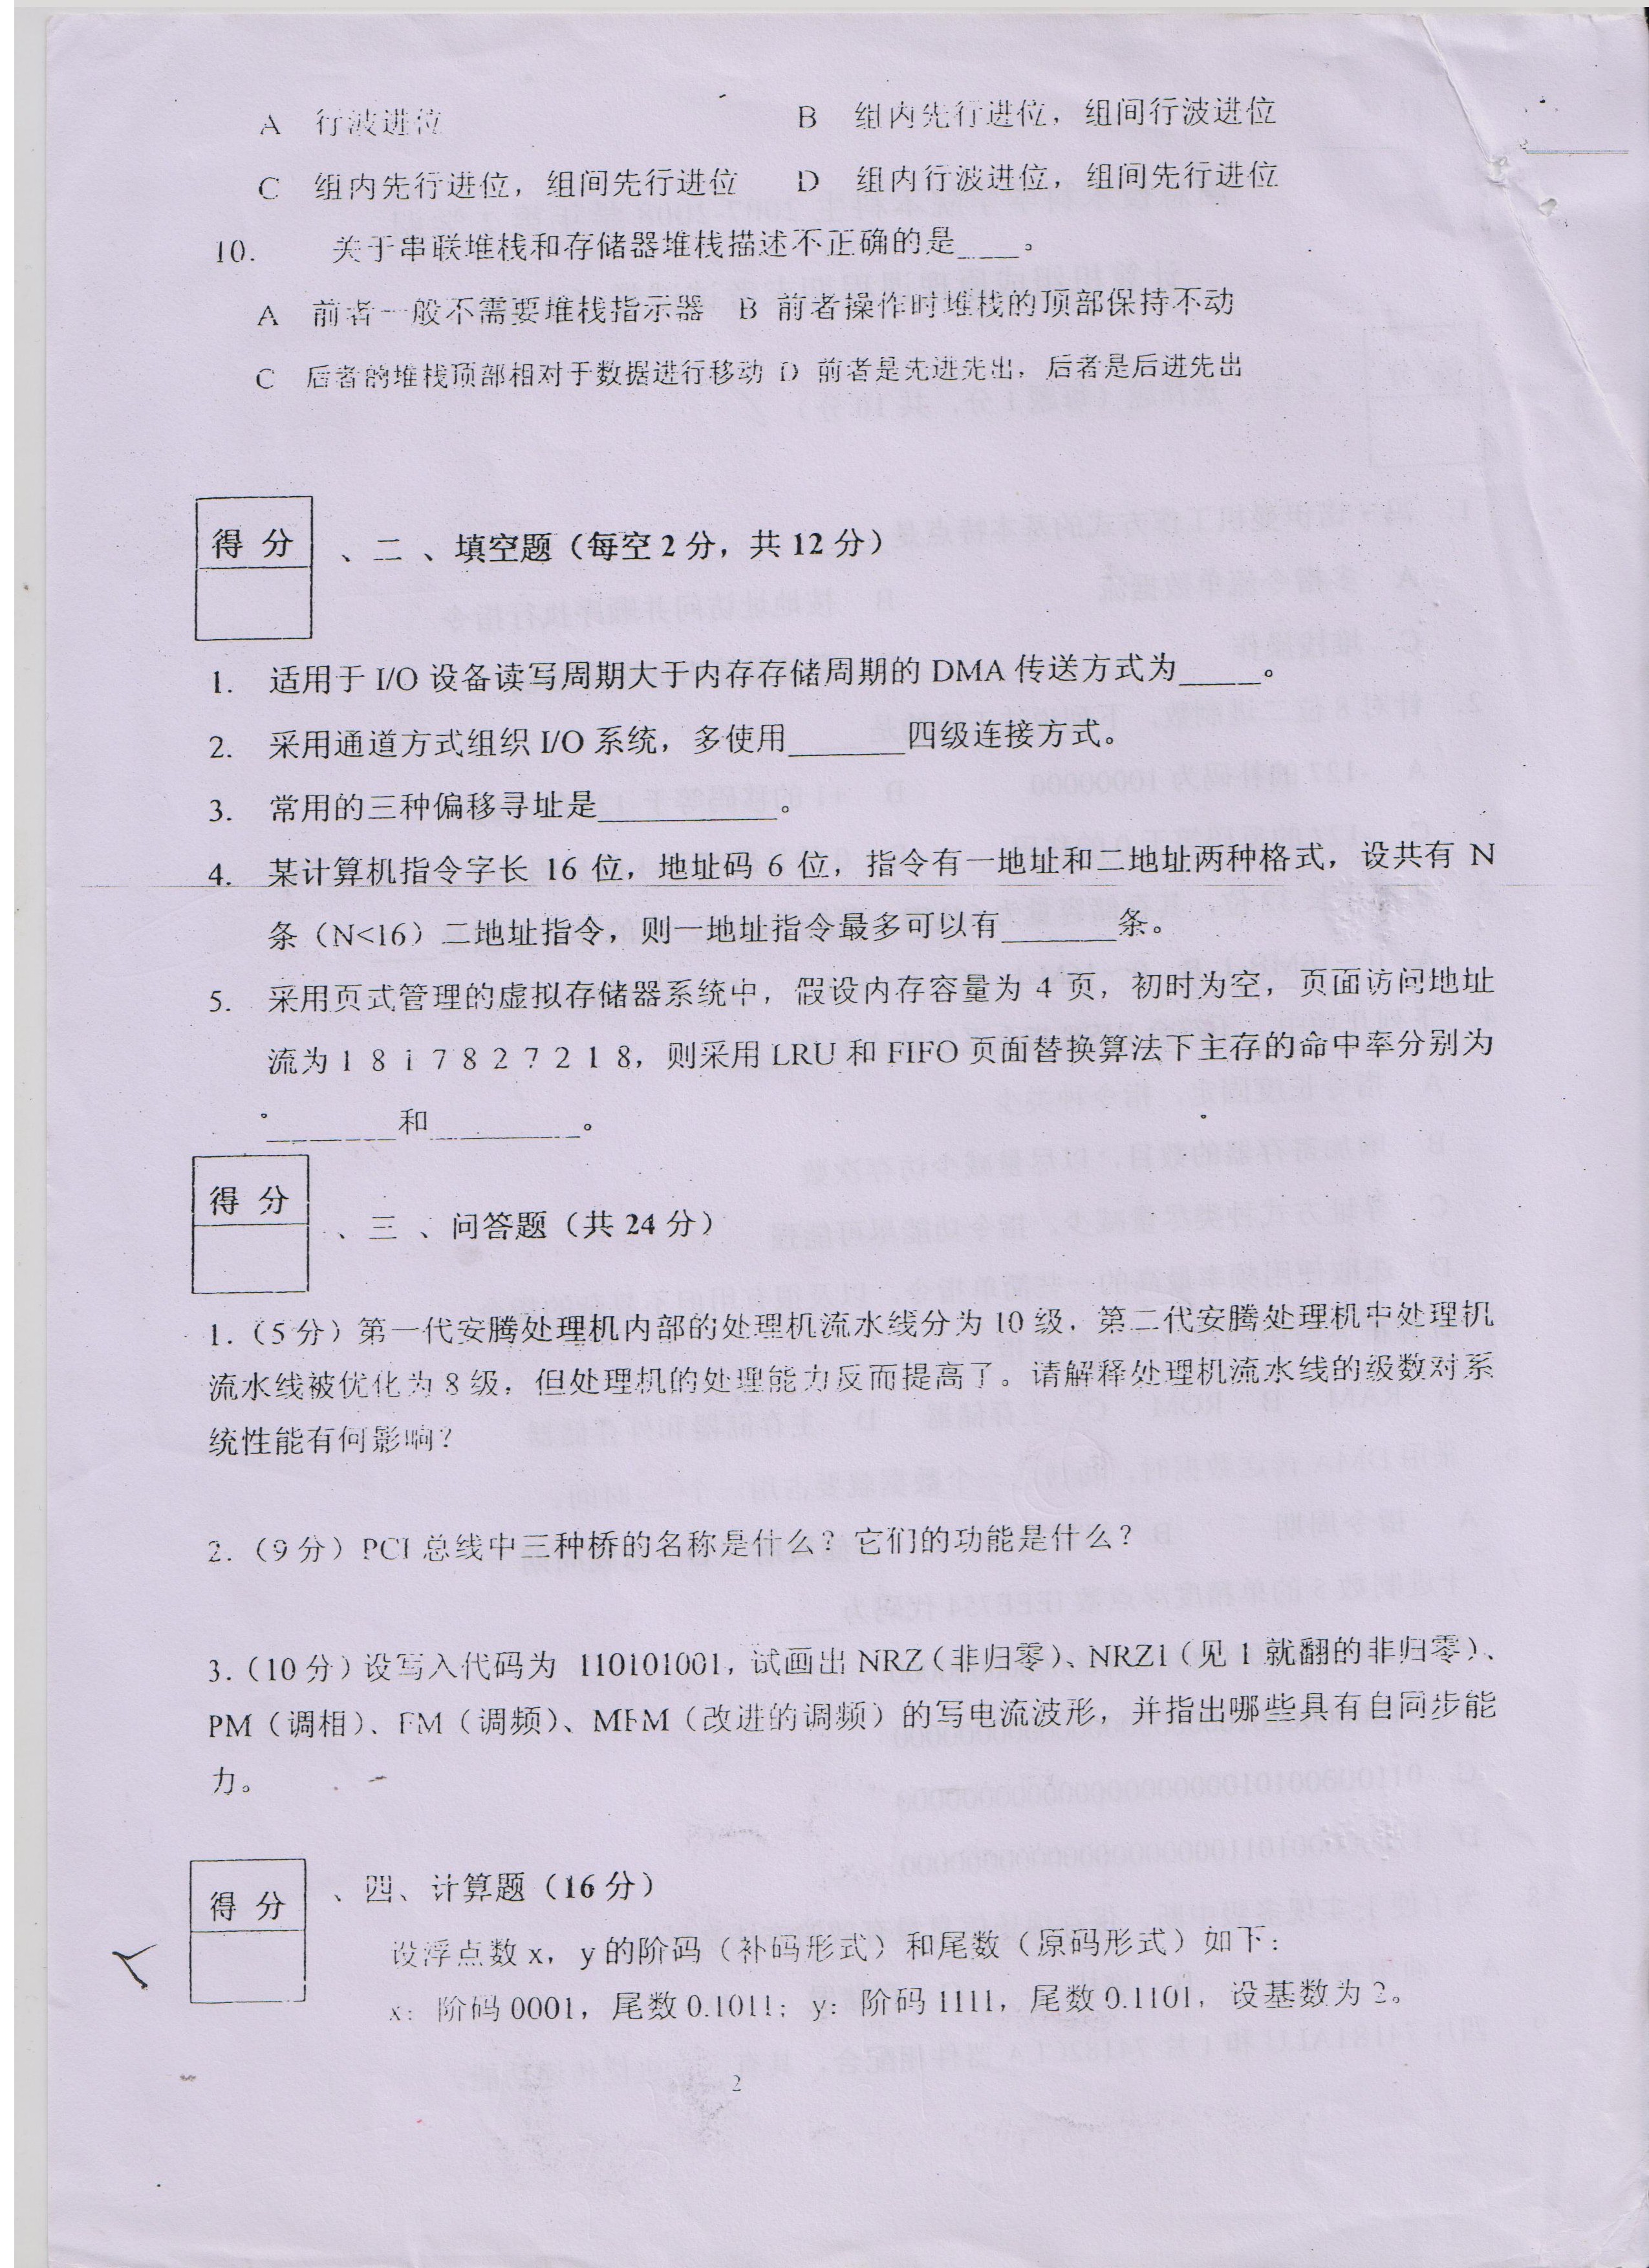 A 行波进位 B 组内先行进位，组间行波进位
C 组内先行进位，组间先行进位 D 组内行波进位，组间先行进位
10. 关于串联堆栈和存储器堆栈描述不正确的是____。
A 前者一般不需要堆栈指示器 B 前者操作时堆栈的顶部保持不动
C 后者的堆栈顶部相对于数据进行移动 D 前者是先进先出，后者是后进先出
得 分
、二 、填空题（每空 2 分，共 12 分）
1. 适用于 I/O 设备读写周期大于内存存储周期的 DMA 传送方式为_____。
2. 采用通道方式组织 I/O 系统，多使用_______四级连接方式。
3. 常用的三种偏移寻址是___________。
4. 某计算机指令字长 16 位，地址码 6 位，指令有一地址和二地址两种格式，设共有 N
条（N<16）二地址指令，则一地址指令最多可以有_______条。
5. 采用页式管理的虚拟存储器系统中，假设内存容量为 4 页，初时为空，页面访问地址
流为 1 8 1 7 8 2 7 2 1 8，则采用 LRU 和 FIFO 页面替换算法下主存的命中率分别为
________和_________。
得 分
、三 、问答题（共 24 分）
1.（5 分）第一代安腾处理机内部的处理机流水线分为 10 级，第二代安腾处理机中处理机
流水线被优化为 8 级，但处理机的处理能力反而提高了。请解释处理机流水线的级数对系
统性能有何影响？
2.（9 分）PCI 总线中三种桥的名称是什么？它们的功能是什么？
3.（10 分）设写入代码为 110101001，试画出 NRZ（非归零）、NRZ1（见 1 就翻的非归零）、
PM（调相）、FM（调频）、MFM（改进的调频）的写电流波形，并指出哪些具有自同步能
力。
得 分
、四、计算题（16 分）
设浮点数 x，y 的阶码（补码形式）和尾数（原码形式）如下：
x：阶码 0001，尾数 0.1011；y：阶码 1111，尾数 0.1101，设基数为 2。
2